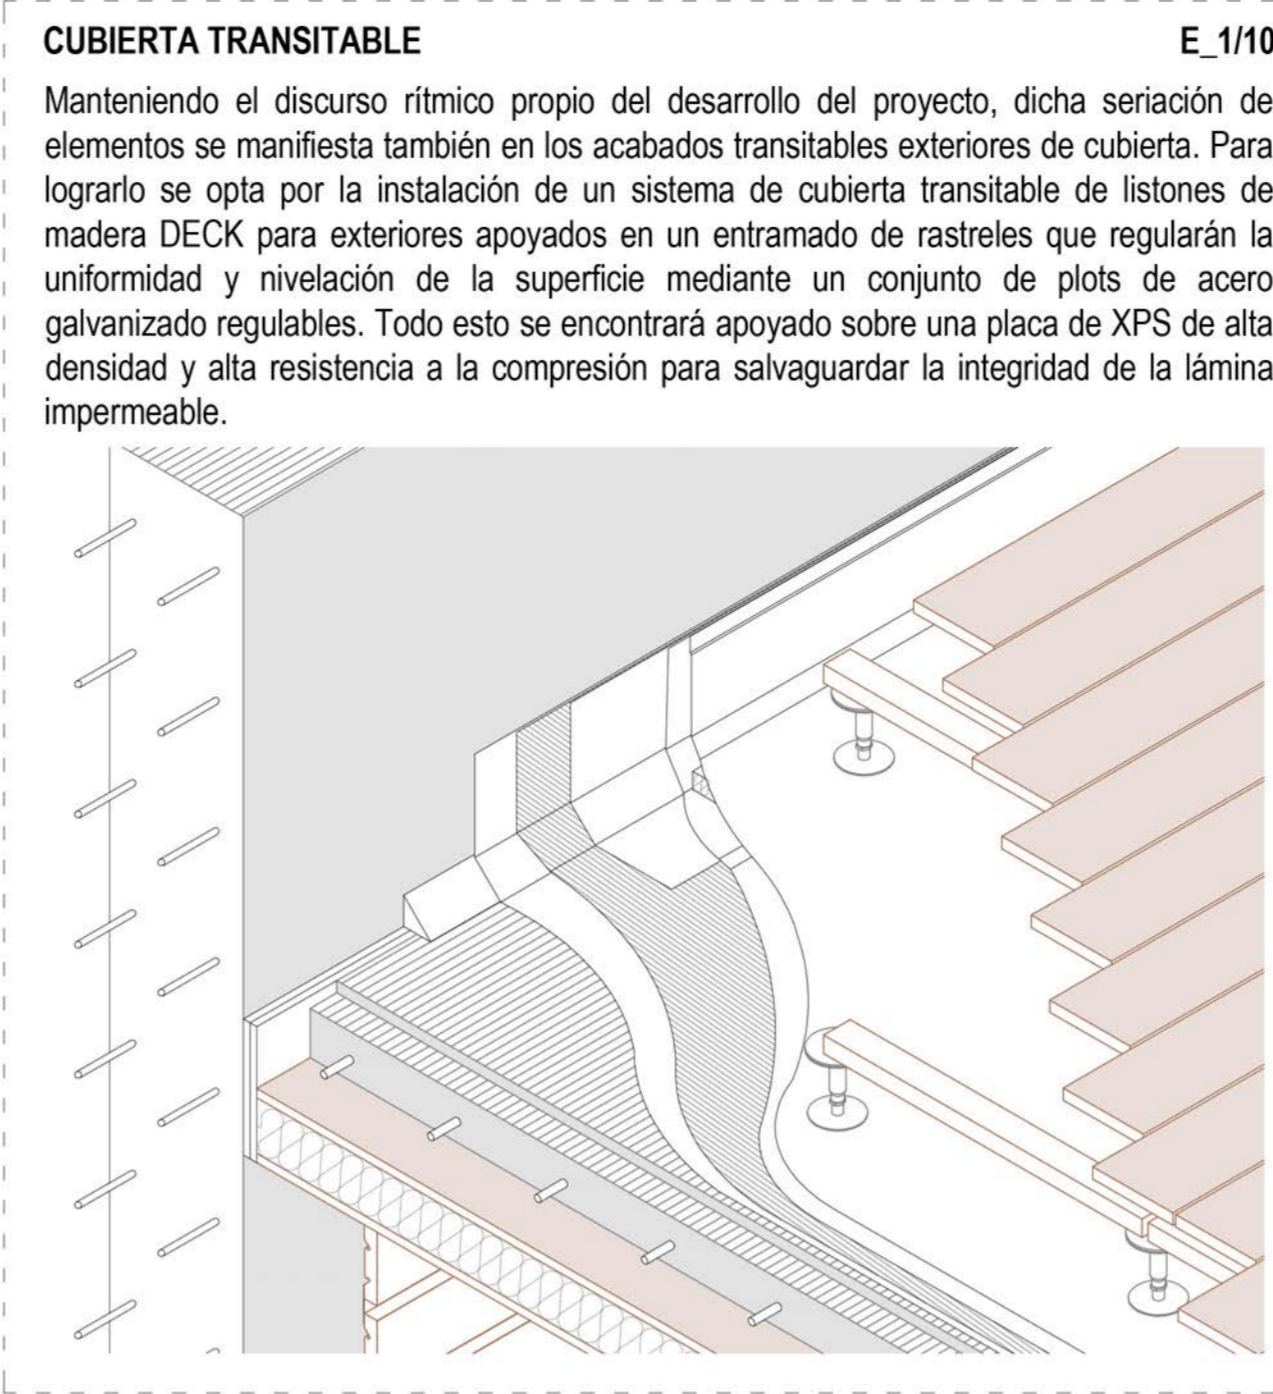 CUBIERTA TRANSITABLE E_1/10
Manteniendo el discurso rítmico propio del desarrollo del proyecto, dicha seriación de
elementos se manifiesta también en los acabados transitables exteriores de cubierta. Para
lograrlo se opta por la instalación de un sistema de cubierta transitable de listones de
madera DECK para exteriores apoyados en un entramado de rastreles que regularán la
uniformidad y nivelación de la superficie mediante un conjunto de plots de acero
galvanizado regulables. Todo esto se encontrará apoyado sobre una placa de XPS de alta
densidad y alta resistencia a la compresión para salvaguardar la integridad de la lámina
impermeable.